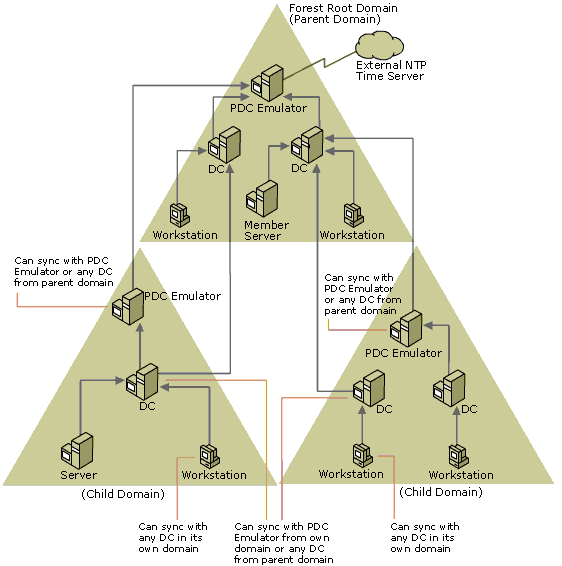 Forest Root Domain
(Parent Domain)
External NTP
Time Server
PDC Emulator
DC
DC
Workstation
Member
Server
Workstation
Can sync with PDC
Emulator or any DC
from parent domain
PDC Emulator
Can sync with
PDC Emulator
or any DC from
parent domain
PDC Emulator
DC
DC
DC
Server
Workstation
Workstation
Workstation
(Child Domain)
(Child Domain)
Can sync with
any DC in its
own domain
Can sync with PDC
Emulator from own
domain or any DC
from parent domain
Can sync with
any DC in its
own domain